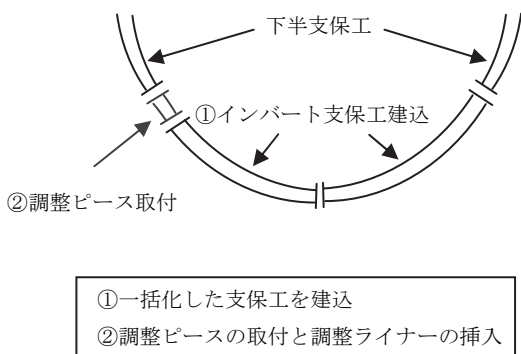 下半支保工
①インバート支保工建込
②調整ピース取付
①一括化した支保工を建込
②調整ピースの取付と調整ライナーの挿入